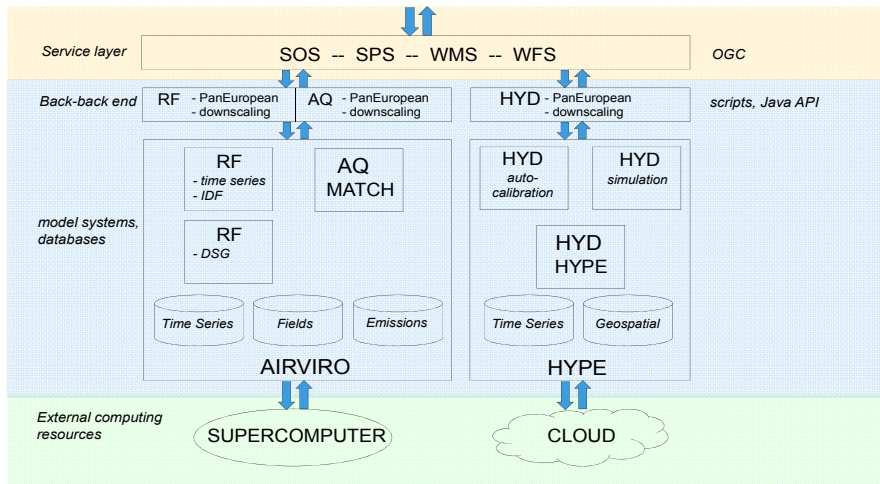 Service layer
SOS -- SPS -- WMS -- WFS
OGC
Back-back end
RF - PanEuropean
- downscaling
AQ - PanEuropean
- downscaling
HYD - PanEuropean
- downscaling
scripts, Java API
model systems,
databases
RF
- time series
- IDF
AQ
MATCH
RF
- DSG
Time Series
Fields
Emissions
AIRVIRO
HYD
auto-
calibration
HYD
simulation
HYD
HYPE
Time Series
Geospatial
HYPE
External computing
resources
SUPERCOMPUTER
CLOUD